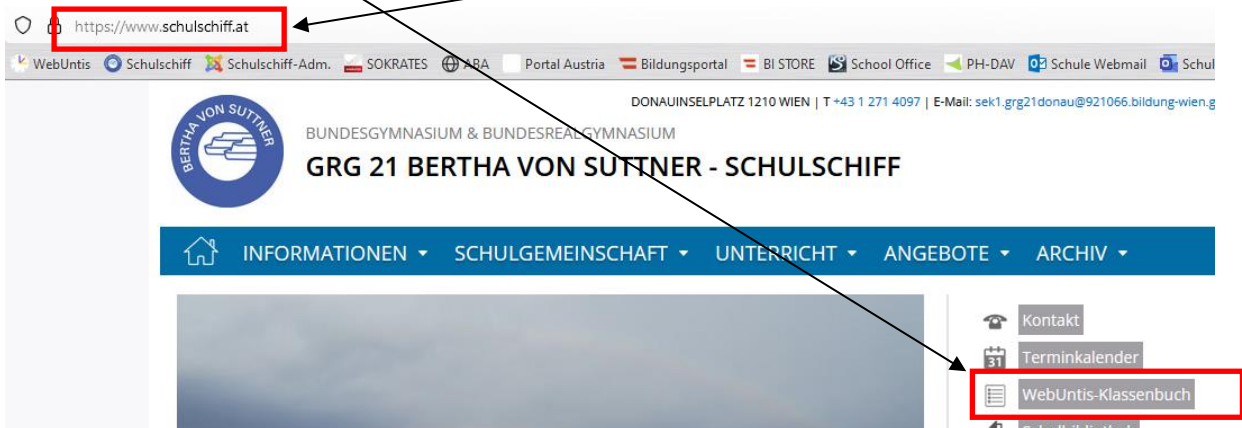 https://www.schulschiff.at
WebUntis Schulschiff Schulschiff-Adm. SOKRATES ABA Portal Austria Bildungsportal BI STORE School Office PH-DAV Schule Webmail Schul
DONAUINSELPLATZ 1210 WIEN | T +43 1 271 4097 | E-Mail: sek1.grg21donau@921066.bildung-wien.g
BERTHA VON SUTTNER
BUNDESGYMNASIUM & BUNDESREALGYMNASIUM
GRG 21 BERTHA VON SUTTNER - SCHULSCHIFF
INFORMATIONEN SCHULGEMEINSCHAFT UNTERRICHT ANGEBOTE ARCHIV
Kontakt
31 Terminkalender
WebUntis-Klassenbuch